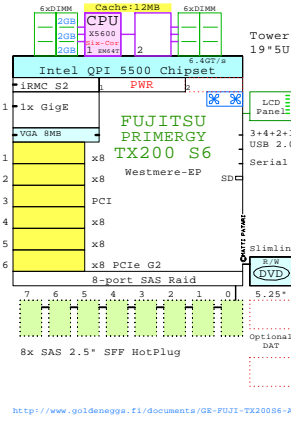 6xDIMM
Cache:12MB
6xDIMM
2GB
CPU
2GB
X5600
Six-Cor
2GB
1 EM64T
2
Tower
19"5U
6.4GT/s
Intel QPI 5500 Chipset
iRMC S2
1
PWR
2
1
1x GigE
LCD
Panel
VGA 8MB
FUJITSU
PRIMERGY
TX200 S6
Westmere-EP
3+4+2+
USB 2.0
Serial
1
x8
2
x8
SD
3
PCI
4
x8
5
x8
6
x8 PCIe G2
8-port SAS Raid
Slimlin
R/W
DVD
7 6 5 4 3 2 1 0
5.25"
8x SAS 2.5" SFF HotPlug
Optional
DAT
http://www.goldeneggs.fi/documents/GE-FUJI-TX200S6-A